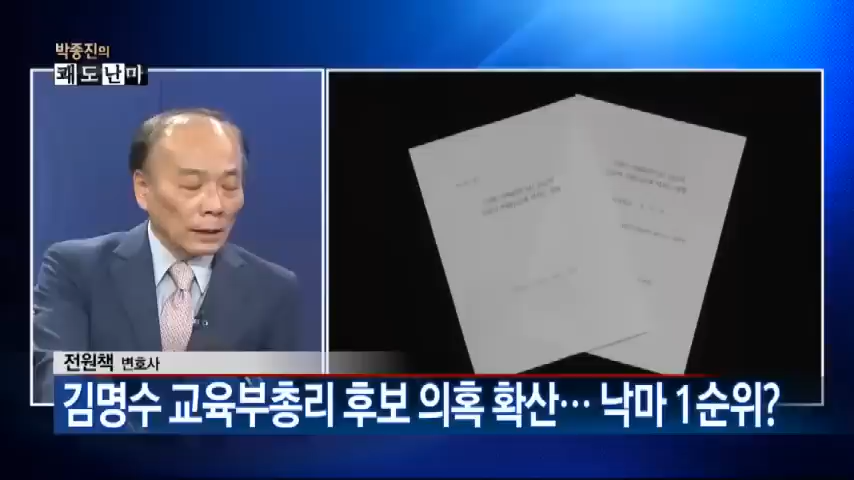 박종진의
쾌도난마
전원책 변호사
김명수 교육부총리 후보 의혹 확산… 낙마 1순위?